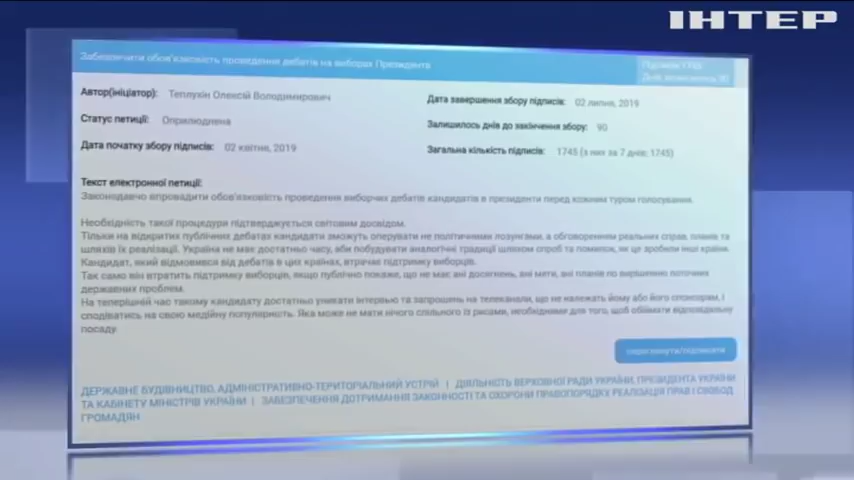 ІНТЕР
Забезпечити обов'язковість проведення дебатів на виборах Президента
Автор(ініціатор): Теплухін Олексій Володимирович
Дата завершення збору підписів: 02 липня, 2019
Статус петиції: Оприлюднена
Залишилось днів до закінчення збору: 90
Дата початку збору підписів: 02 квітня, 2019
Загальна кількість підписів: 1745 (з них за 7 днів: 1745)
Текст електронної петиції:
Законодавчо впровадити обов'язковість проведення виборчих дебатів кандидатів в президенти перед кожним туром голосування.
Необхідність такої процедури підтверджується світовим досвідом.
Тільки на відкритих публічних дебатах кандидати зможуть оперувати не політичними лозунгами, а обговоренням реальних справ, планів та
шляхів їх реалізації. Україна не має достатньо часу, аби побудувати аналогічні традиції шляхом спроб та помилок, як це зробили інші країни.
Кандидат, який відмовився від дебатів в цих країнах, втрачає підтримку виборців.
Так само він втратить підтримку виборців, якщо публічно покаже, що не має ані досягнень, ані мети, ані планів по вирішенню поточних
державних проблем.
На теперішній час такому кандидату достатньо уникати інтервю та запрошень на телеканали, що не належать йому або його спонсорам, і
сподіватись на свою медійну популярність. Яка може не мати нічого спільного із рисами, необхідними для того, щоб обіймати відповідальну
посаду.
ДЕРЖАВНЕ БУДІВНИЦТВО, АДМІНІСТРАТИВНО-ТЕРИТОРІАЛЬНИЙ УСТРІЙ | ДІЯЛЬНІСТЬ ВЕРХОВНОЇ РАДИ УКРАЇНИ, ПРЕЗИДЕНТА УКРАЇНИ
ТА КАБІНЕТУ МІНІСТРІВ УКРАЇНИ | ЗАБЕЗПЕЧЕННЯ ДОТРИМАННЯ ЗАКОННОСТІ ТА ОХОРОНИ ПРАВОПОРЯДКУ РЕАЛІЗАЦІЯ ПРАВ І СВОБОД
ГРОМАДЯН